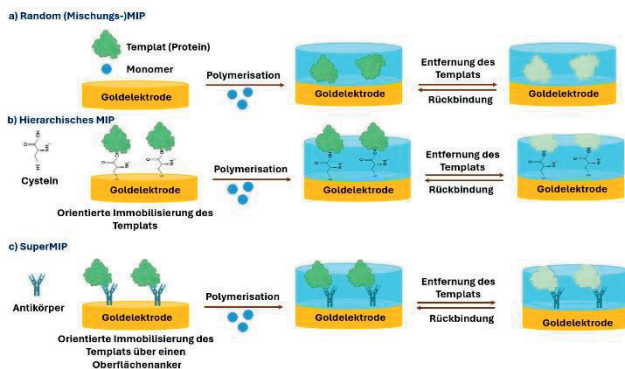 a) Random (Mischungs-)MIP
Templat (Protein)
Monomer
Goldelektrode
Polymerisation
Goldelektrode
Entfernung des
Templats
Rückbindung
Goldelektrode
b) Hierarchisches MIP
Cystein
Goldelektrode
Orientierte Immobilisierung des
Templats
Polymerisation
Goldelektrode
Entfernung des
Templats
Rückbindung
Goldelektrode
c) SuperMIP
Antikörper
Goldelektrode
Orientierte Immobilisierung des
Templats über einen
Oberflächenanker
Polymerisation
Goldelektrode
Entfernung des
Templats
Rückbindung
Goldelektrode